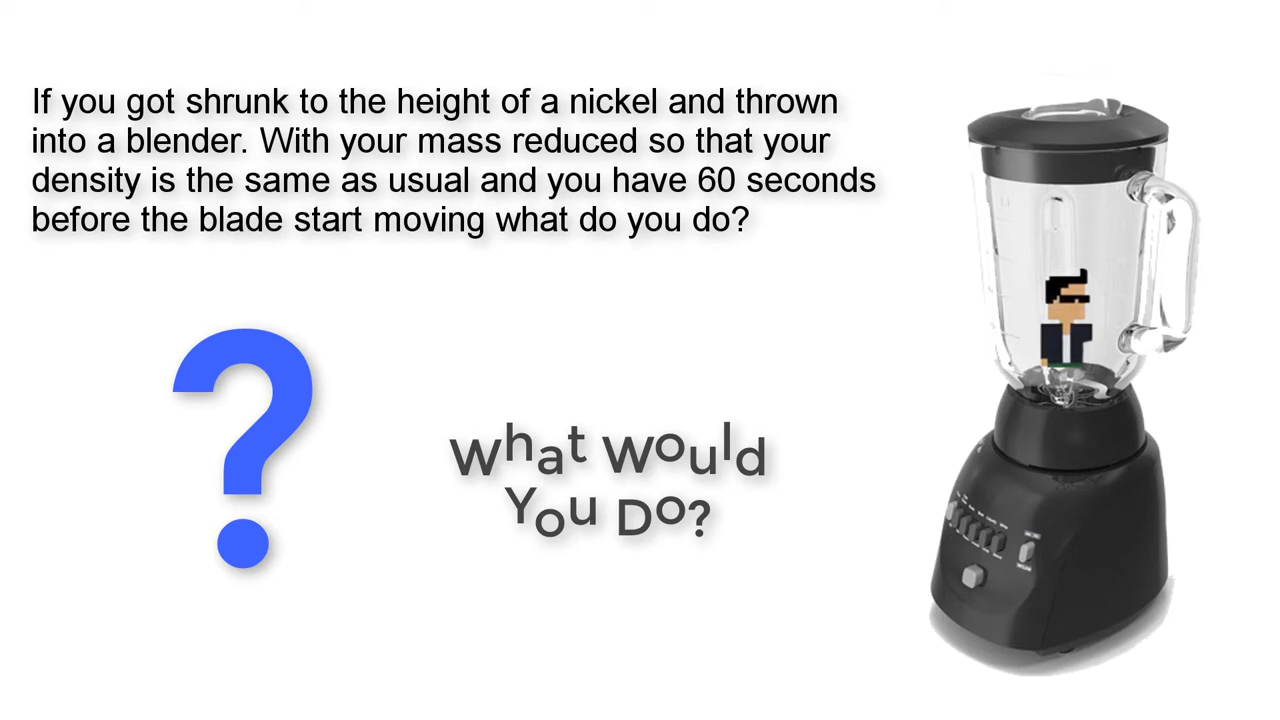 If you got shrunk to the height of a nickel and thrown
into a blender. With your mass reduced so that your
density is the same as usual and you have 60 seconds
before the blade start moving what do you do?
?
What Would
You Do?